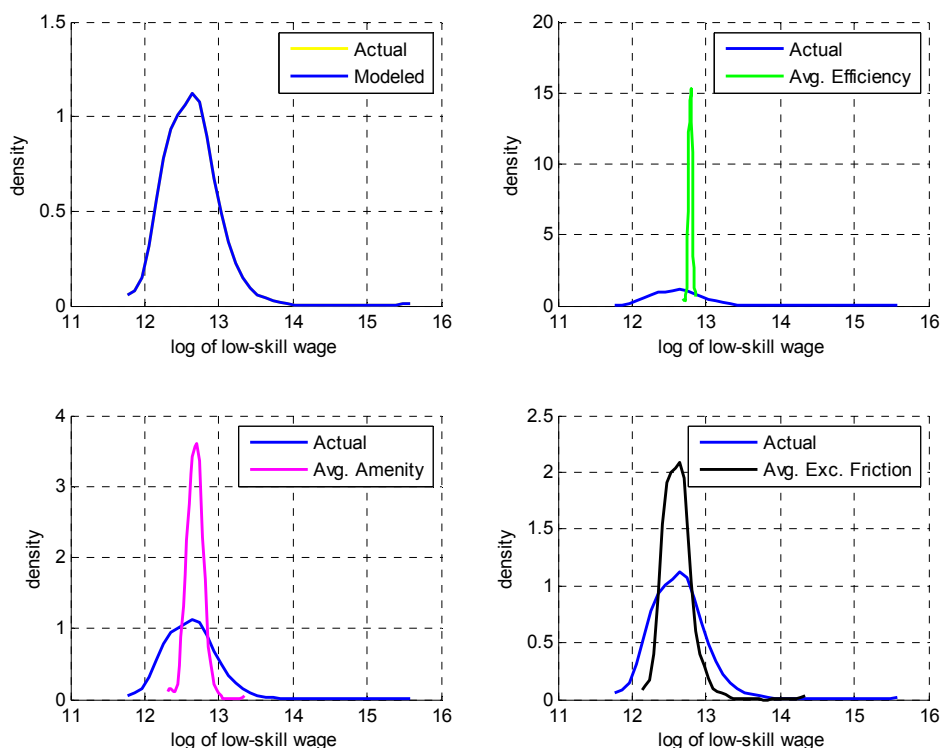 1.5
Actual
Modeled
1
density
0.5
0
11 12 13 14 15 16
log of low-skill wage
20
Actual
Avg. Efficiency
15
density
10
5
0
11 12 13 14 15 16
log of low-skill wage
4
Actual
Avg. Amenity
3
density
2
1
0
11 12 13 14 15 16
log of low-skill wage
2.5
Actual
Avg. Exc. Friction
2
1.5
density
1
0.5
0
11 12 13 14 15 16
log of low-skill wage